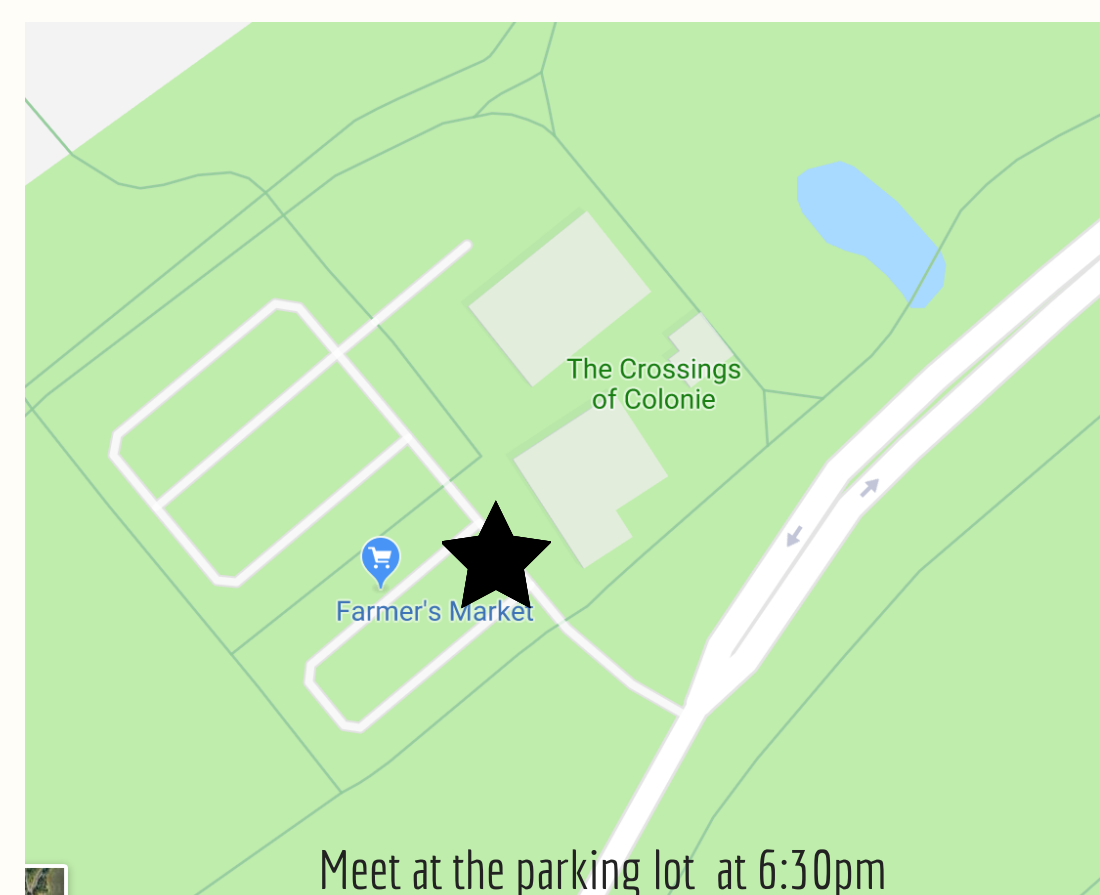 The Crossings
of Colonie
Farmer's Market
Meet at the parking lot at 6:30pm